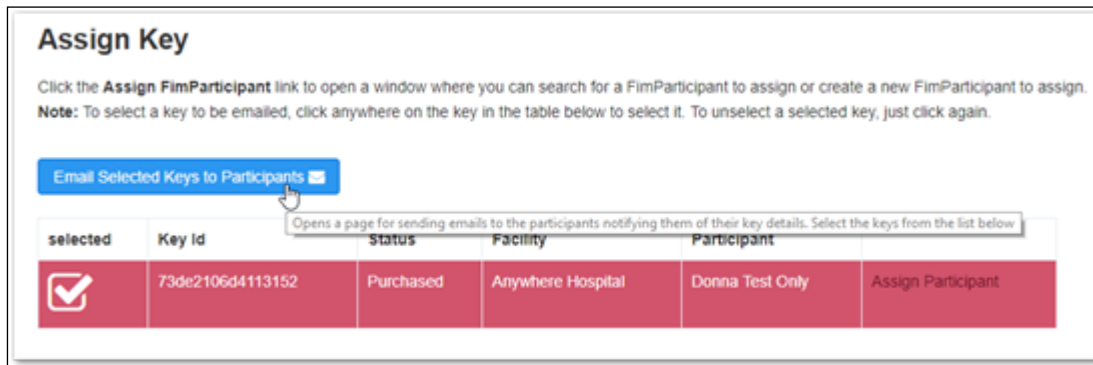 Assign Key
Click the Assign FimParticipant link to open a window where you can search for a FimParticipant to assign or create a new FimParticipant to assign.
Note: To select a key to be emailed, click anywhere on the key in the table below to select it. To unselect a selected key, just click again.
Email Selected Keys to Participants
Opens a page for sending emails to the participants notifying them of their key details. Select the keys from the list below
selected Key Id Status Facility Participant
73de2106d4113152 Purchased Anywhere Hospital Donna Test Only Assign Participant